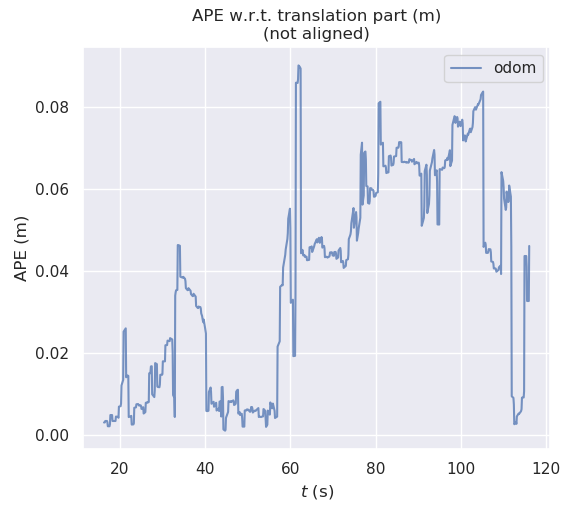 APE w.r.t. translation part (m)
(not aligned)
odom
APE (m)
0.08
0.06
0.04
0.02
0.00
20 40 60 80 100 120
t (s)